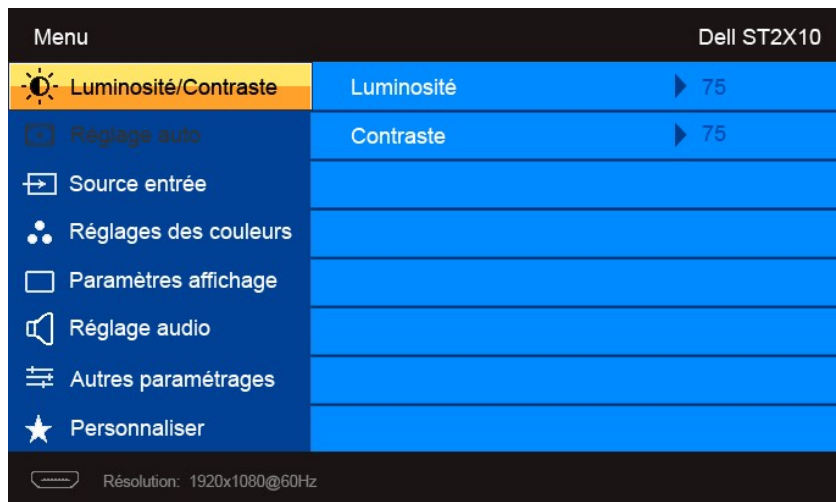 Menu Dell ST2X10
Luminosité/Contraste Luminosité 75
Réglage auto Contraste 75
Source entrée
Réglages des couleurs
Paramètres affichage
Réglage audio
Autres paramétrages
Personnaliser
Résolution: 1920x1080@60Hz